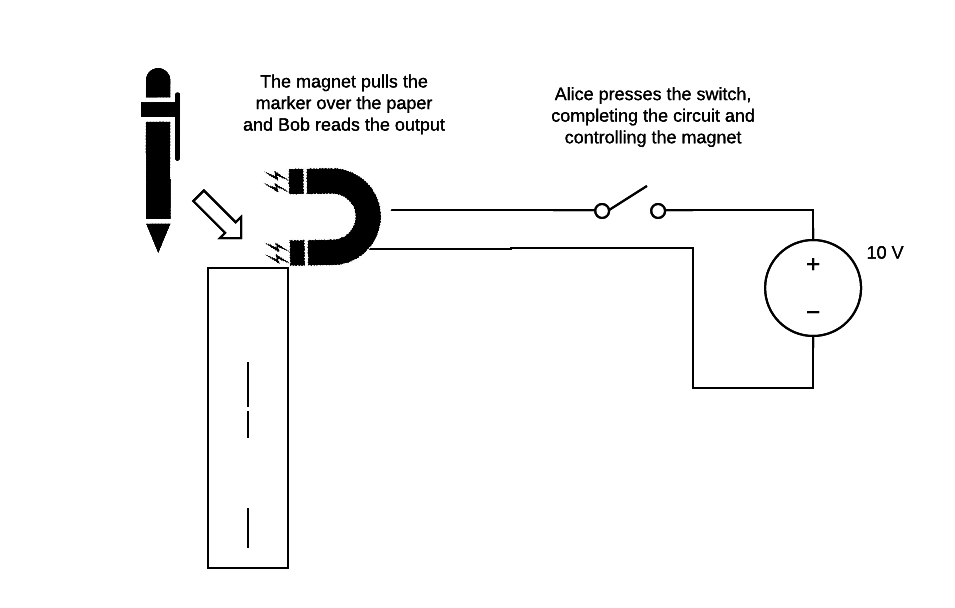 The magnet pulls the
marker over the paper
and Bob reads the output
Alice presses the switch,
completing the circuit and
controlling the magnet
10 V
+
−